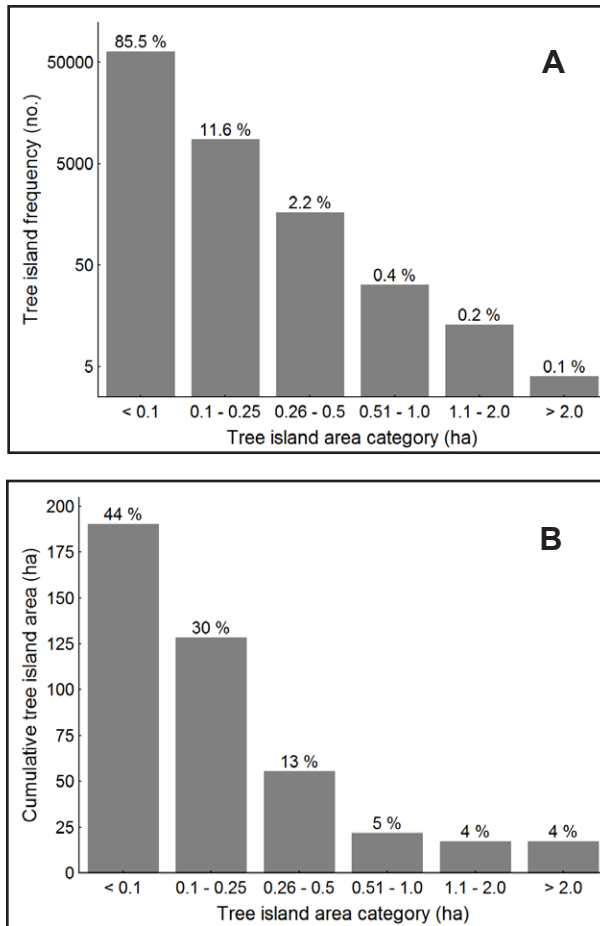 A
85.5 %
11.6 %
2.2 %
0.4 %
0.2 %
0.1 %
50000
5000
50
5
Tree island frequency (no.)
< 0.1
0.1 - 0.25
0.26 - 0.5
0.51 - 1.0
1.1 - 2.0
> 2.0
Tree island area category (ha)
B
44 %
30 %
13 %
5 %
4 %
4 %
200
175
150
125
100
75
50
25
0
Cumulative tree island area (ha)
< 0.1
0.1 - 0.25
0.26 - 0.5
0.51 - 1.0
1.1 - 2.0
> 2.0
Tree island area category (ha)